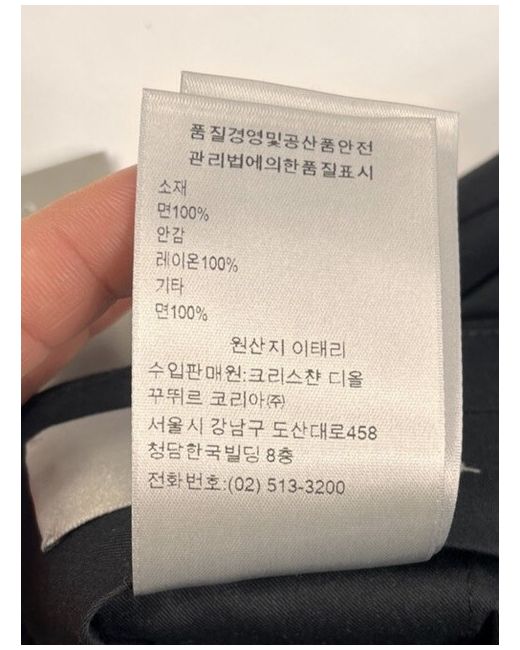 품질경영및공산품안전
관리법에의한품질표시
소재
면100%
안감
레이온100%
기타
면100%
원산지 이태리
수입판매원:크리스챤 디올
꾸뛰르 코리아㈜
서울시 강남구 도산대로458
청담한국빌딩 8층
전화번호:(02) 513-3200